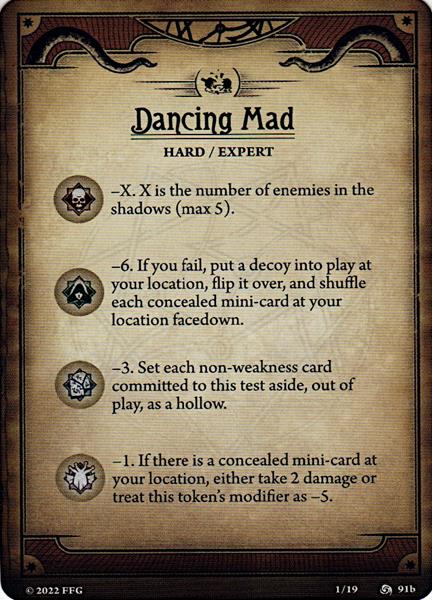 Dancing Mad
HARD / EXPERT
–X. X is the number of enemies in the
shadows (max 5).
–6. If you fail, put a decoy into play at
your location, flip it over, and shuffle
each concealed mini-card at your
location facedown.
–3. Set each non-weakness card
committed to this test aside, out of
play, as a hollow.
–1. If there is a concealed mini-card at
your location, either take 2 damage or
treat this token's modifier as –5.
© 2022 FFG 1/19 91b